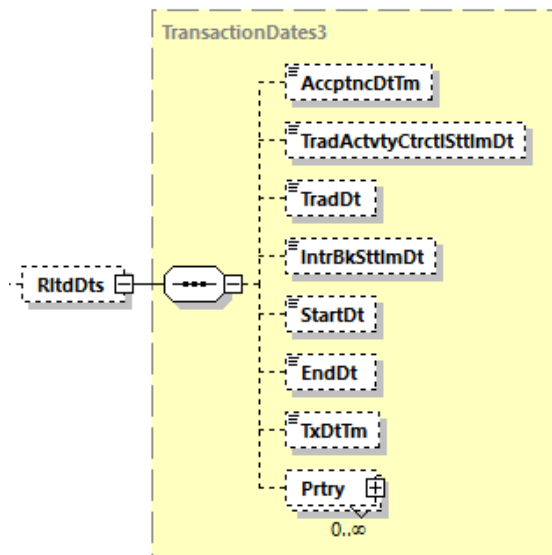 TransactionDates3
AccptncDtTm
TradActvtyCtrctlSttlmDt
TradDt
IntrBkSttlmDt
RltdDts
StartDt
EndDt
TxDtTm
Prtry
0..∞